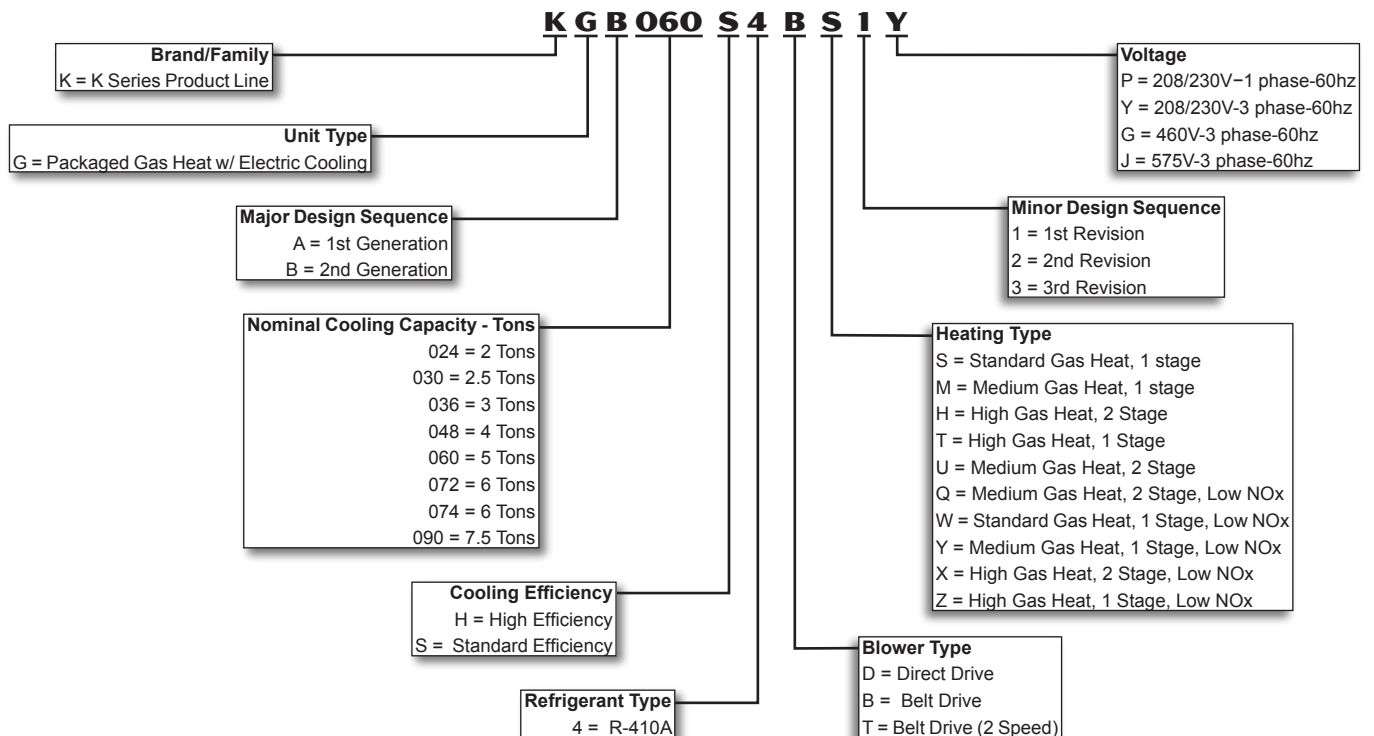 K G B 060 S 4 B S 1 Y
Brand/Family
K = K Series Product Line
Unit Type
G = Packaged Gas Heat w/ Electric Cooling
Major Design Sequence
A = 1st Generation
B = 2nd Generation
Nominal Cooling Capacity - Tons
024 = 2 Tons
030 = 2.5 Tons
036 = 3 Tons
048 = 4 Tons
060 = 5 Tons
072 = 6 Tons
074 = 6 Tons
090 = 7.5 Tons
Cooling Efficiency
H = High Efficiency
S = Standard Efficiency
Refrigerant Type
4 = R-410A
Voltage
P = 208/230V−1 phase-60hz
Y = 208/230V-3 phase-60hz
G = 460V-3 phase-60hz
J = 575V-3 phase-60hz
Minor Design Sequence
1 = 1st Revision
2 = 2nd Revision
3 = 3rd Revision
Heating Type
S = Standard Gas Heat, 1 stage
M = Medium Gas Heat, 1 stage
H = High Gas Heat, 2 Stage
T = High Gas Heat, 1 Stage
U = Medium Gas Heat, 2 Stage
Q = Medium Gas Heat, 2 Stage, Low NOx
W = Standard Gas Heat, 1 Stage, Low NOx
Y = Medium Gas Heat, 1 Stage, Low NOx
X = High Gas Heat, 2 Stage, Low NOx
Z = High Gas Heat, 1 Stage, Low NOx
Blower Type
D = Direct Drive
B = Belt Drive
T = Belt Drive (2 Speed)